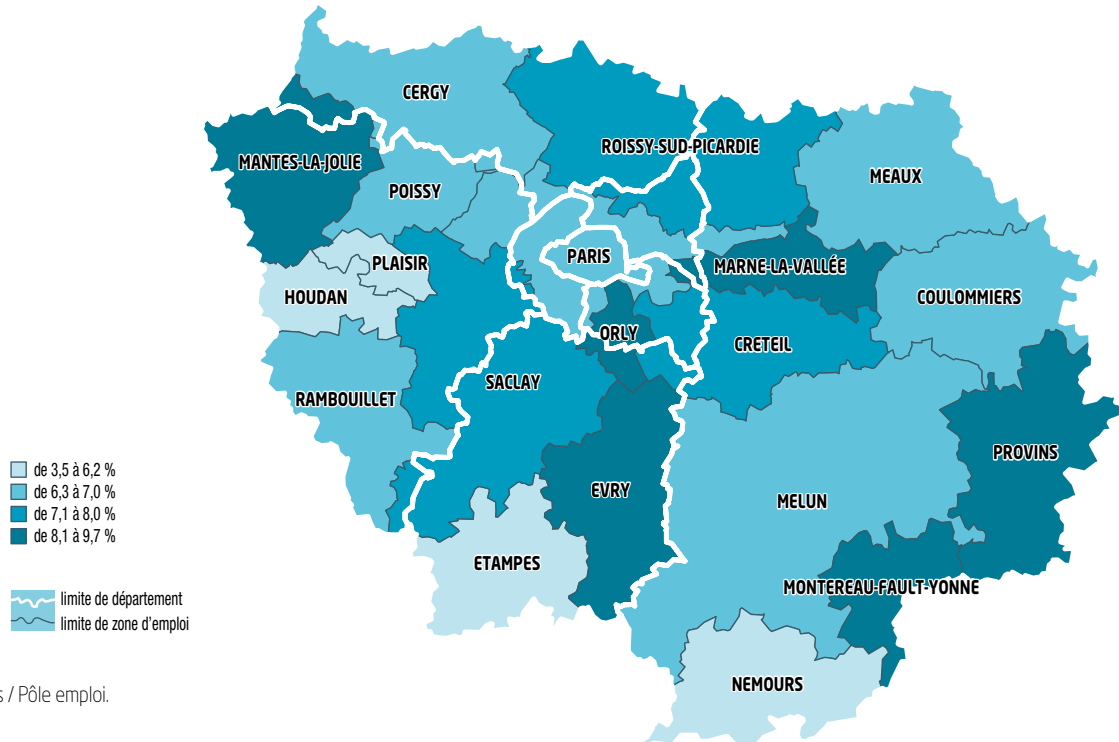 CERGY
MANTES-LA-JOLIE
ROISSY-SUD-PICARDIE
POISSY
MEAUX
PLAISIR
PARIS
MARNE-LA-VALLÉE
HOUDAN
COULOMMIERS
ORLY
CRETEIL
SACLAY
RAMBOUILLET
PROVINS
EVRY
MELUN
ETAMPES
MONTEREAU-FAULT-YONNE
NEMOURS
de 3,5 à 6,2 %
de 6,3 à 7,0 %
de 7,1 à 8,0 %
de 8,1 à 9,7 %
limite de département
limite de zone d'emploi
s / Pôle emploi.